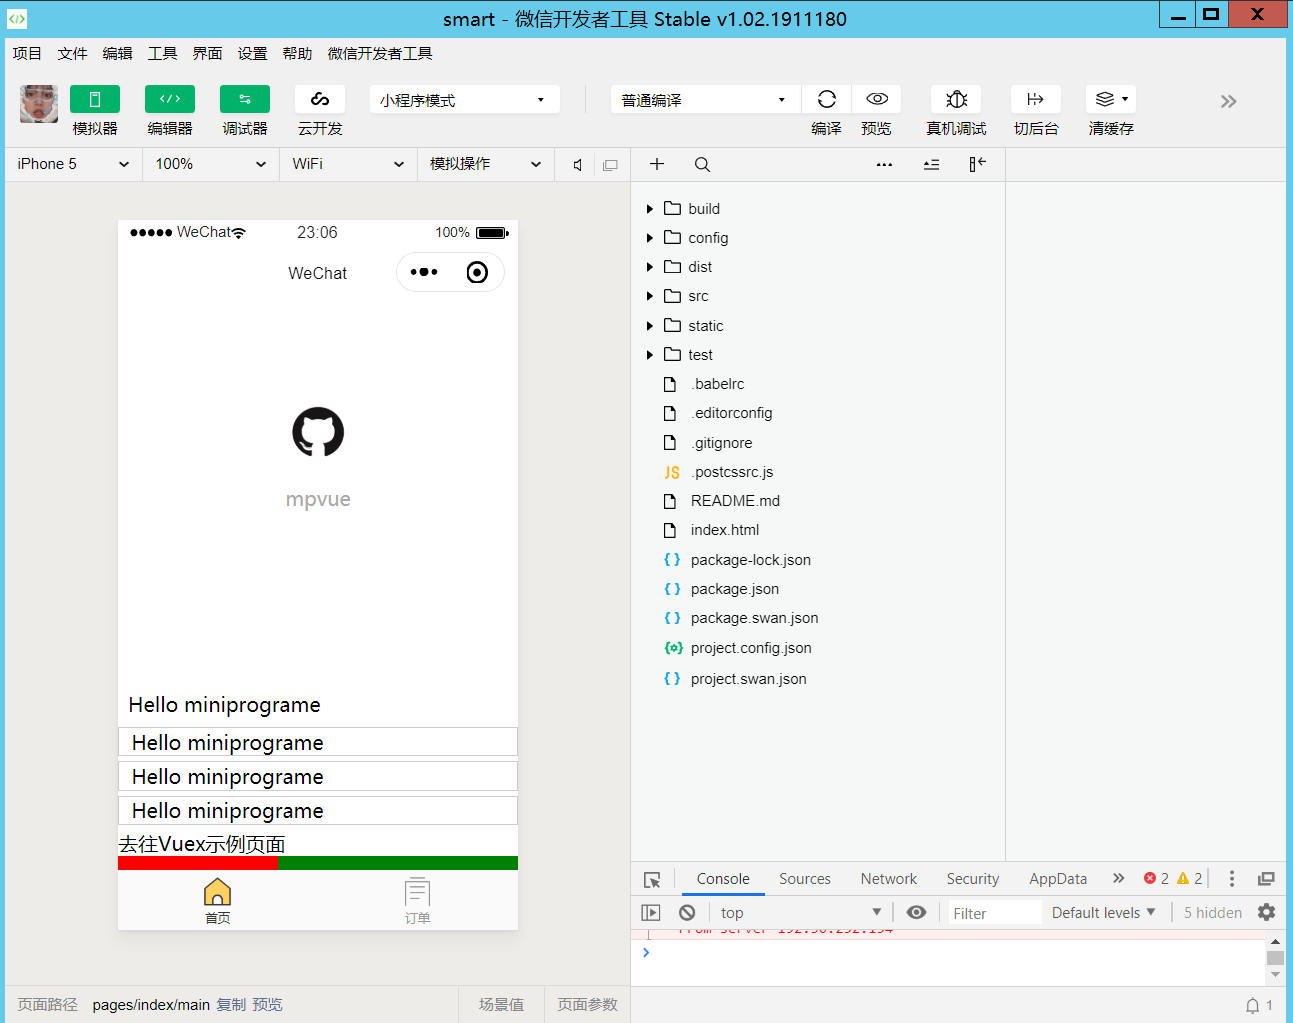 smart - 微信开发者工具 Stable v1.02.1911180
项目 文件 编辑 工具 界面 设置 帮助 微信开发者工具
小程序模式 普通编译
模拟器 编辑器 调试器 云开发 编译 预览 真机调试 切后台 清缓存
iPhone 5 100% WiFi 模拟操作
WeChat 23:06 100%
WeChat
mpvue
Hello miniprograme
Hello miniprograme
Hello miniprograme
Hello miniprograme
去往Vuex示例页面
首页 订单
页面路径 pages/index/main 复制 预览 场景值 页面参数
build
config
dist
src
static
test
.babelrc
.editorconfig
.gitignore
JS .postcssrc.js
README.md
index.html
package-lock.json
package.json
package.swan.json
project.config.json
project.swan.json
Console Sources Network Security AppData 2 2
top Filter Default levels 5 hidden
From server 192.30.252.154
1